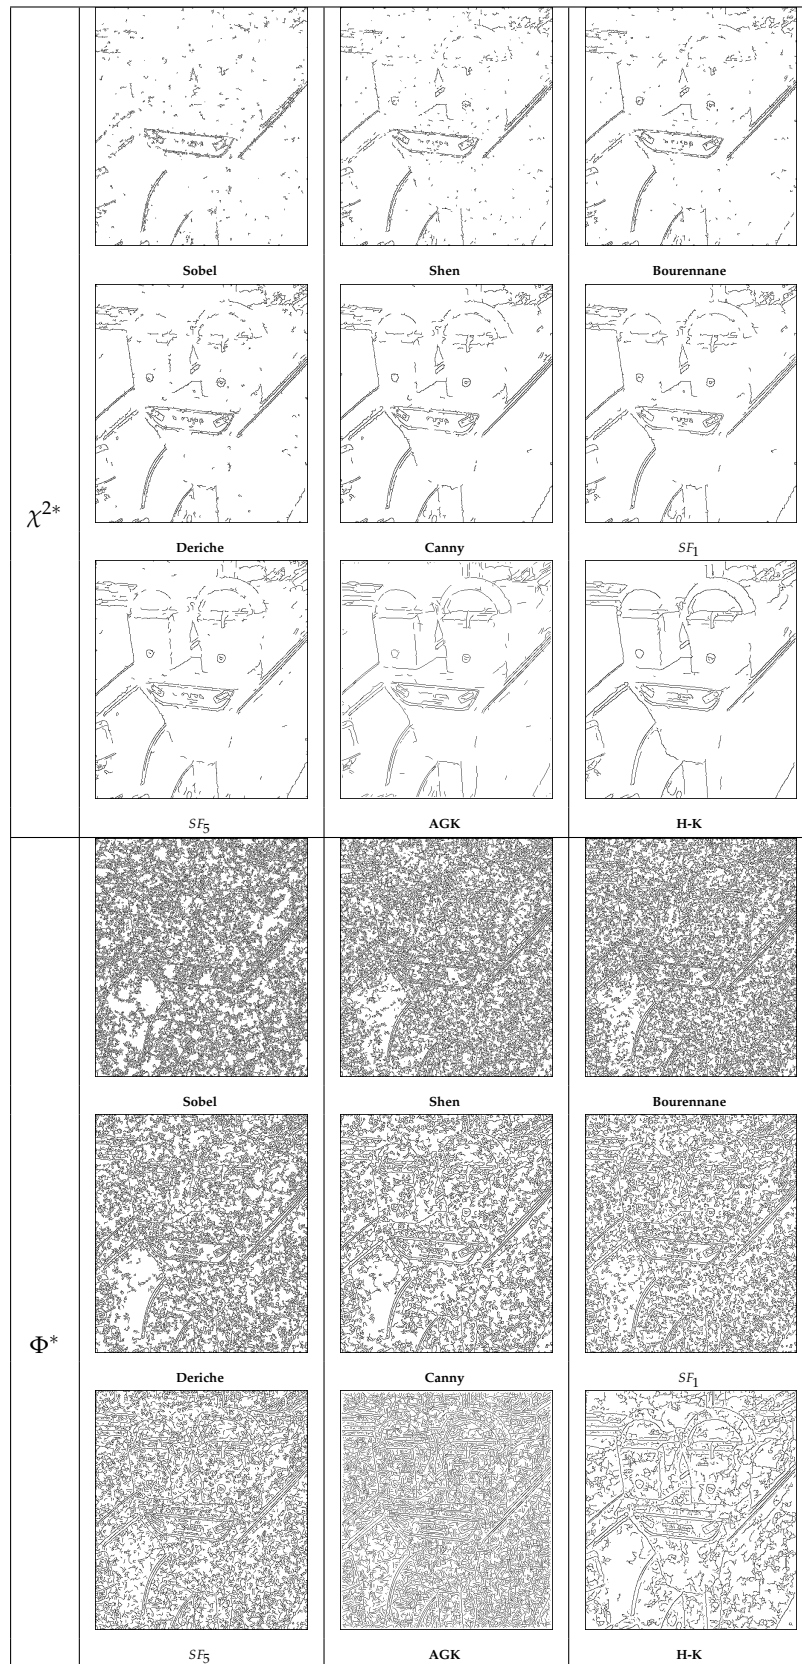 Sobel Shen Bourennane
χ²*
Deriche Canny SF₁
SF₅ AGK H-K
Sobel Shen Bourennane
Φ*
Deriche Canny SF₁
SF₅ AGK H-K